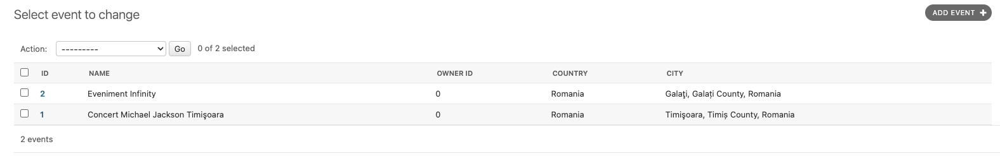 Select event to change
ADD EVENT
Action: --------- Go 0 of 2 selected
ID NAME OWNER ID COUNTRY CITY
2 Eveniment Infinity 0 Romania Galaţi, Galați County, Romania
1 Concert Michael Jackson Timişoara 0 Romania Timişoara, Timiș County, Romania
2 events